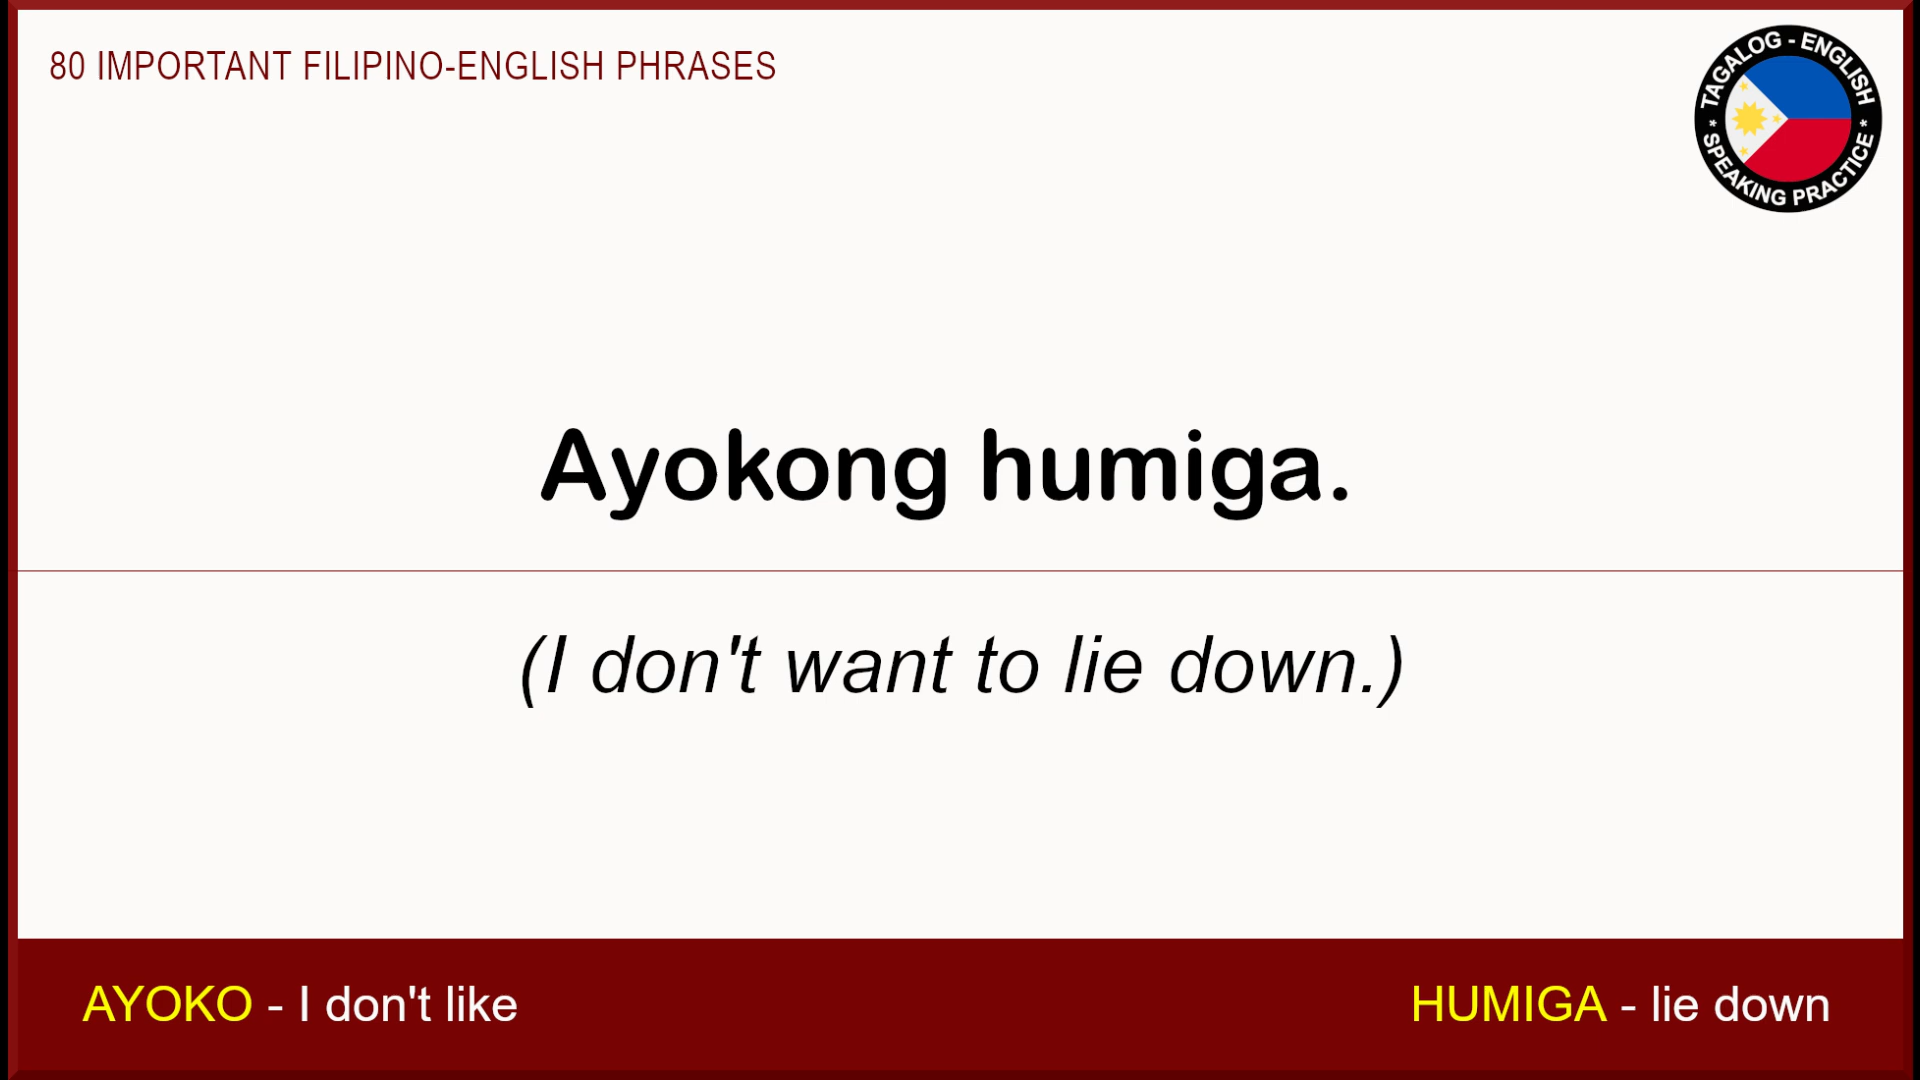 80 IMPORTANT FILIPINO-ENGLISH PHRASES
TAGALOG - ENGLISH
* SPEAKING PRACTICE *
Ayokong humiga.
(I don't want to lie down.)
AYOKO - I don't like
HUMIGA - lie down